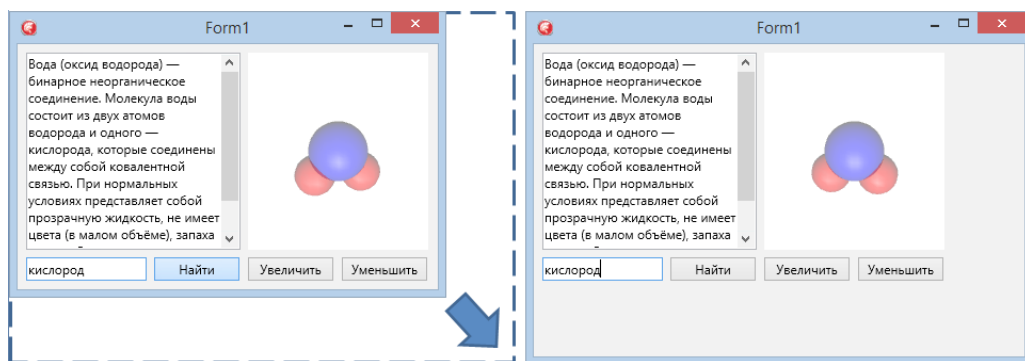 Form1
Вода (оксид водорода) —
бинарное неорганическое
соединение. Молекула воды
состоит из двух атомов
водорода и одного —
кислорода, которые соединены
между собой ковалентной
связью. При нормальных
условиях представляет собой
прозрачную жидкость, не имеет
цвета (в малом объёме), запаха
кислород
Найти
Увеличить
Уменьшить
Form1
Вода (оксид водорода) —
бинарное неорганическое
соединение. Молекула воды
состоит из двух атомов
водорода и одного —
кислорода, которые соединены
между собой ковалентной
связью. При нормальных
условиях представляет собой
прозрачную жидкость, не имеет
цвета (в малом объёме), запаха
кислород
Найти
Увеличить
Уменьшить